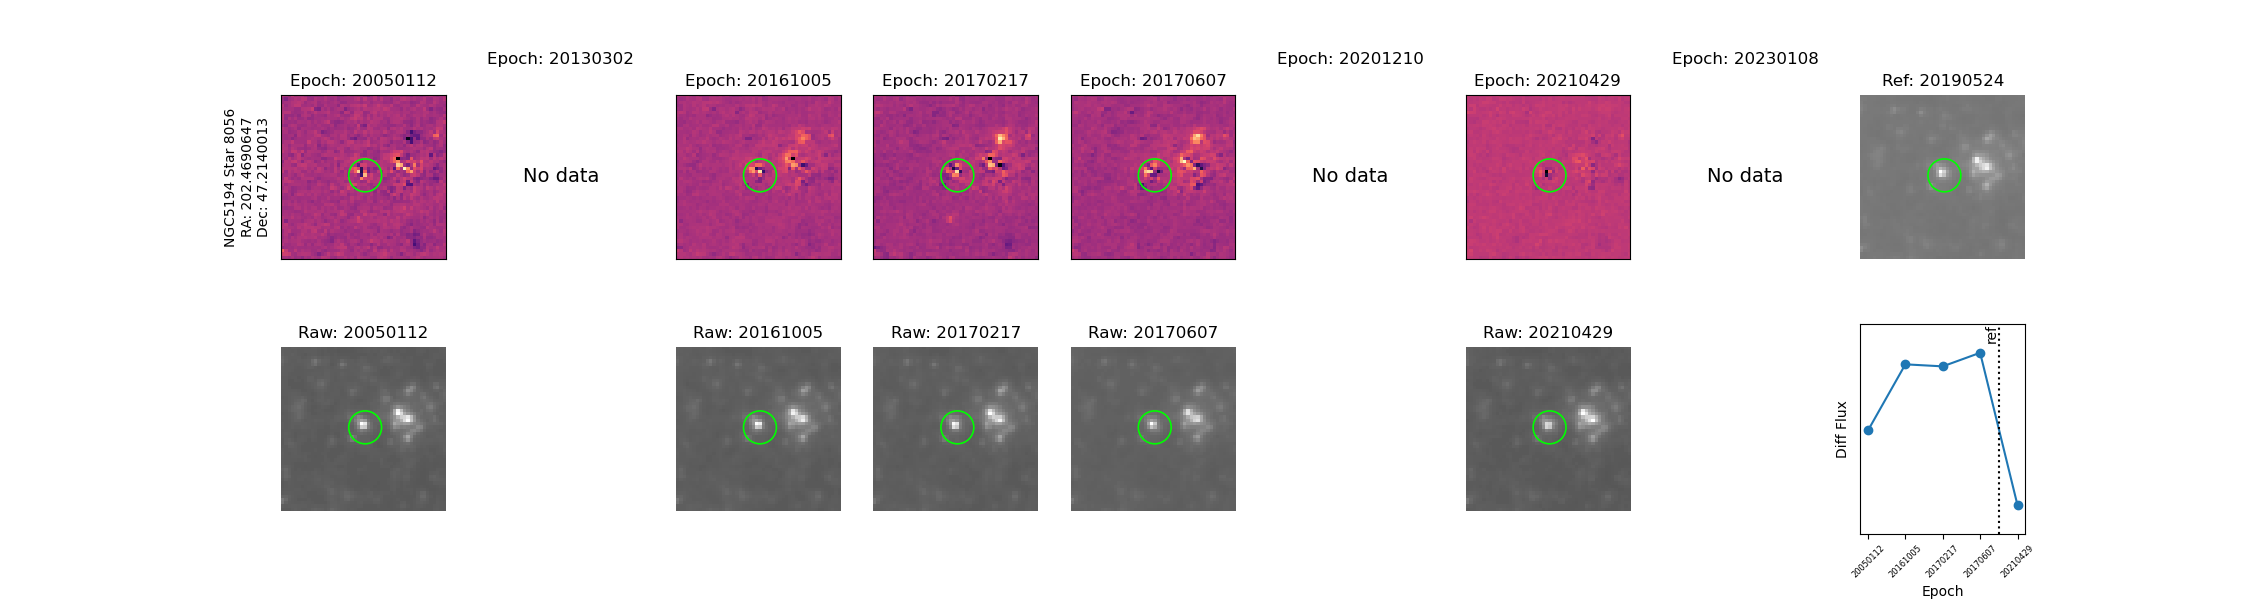 Epoch: 20130302
Epoch: 20201210
Epoch: 20230108
Epoch: 20050112
Epoch: 20161005
Epoch: 20170217
Epoch: 20170607
Epoch: 20210429
Ref: 20190524
NGC5194 Star 8056
RA: 202.4690647
Dec: 47.2140013
No data
No data
No data
Raw: 20050112
Raw: 20161005
Raw: 20170217
Raw: 20170607
Raw: 20210429
ref
Diff Flux
20050112
20161005
20170217
20170607
20210429
Epoch